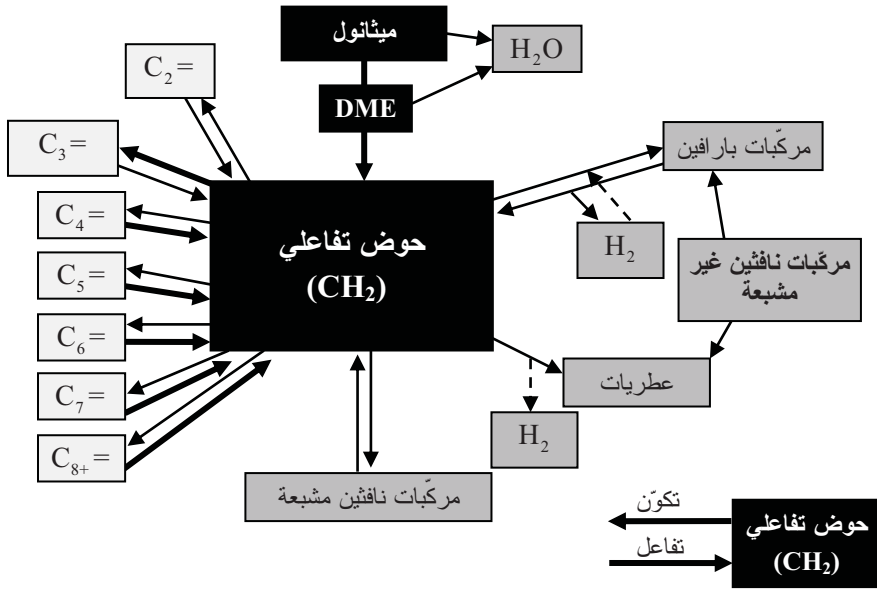 ميثانول
H₂O
C₂=
DME
C₃=
مركّبات بارافين
C₄=
حوض تفاعلي
(CH₂)
H₂
مركّبات نافثين غير
مشبعة
C₅=
C₆=
C₇=
عطريات
C₈₊=
H₂
مركّبات نافثين مشبعة
تكوّن
تفاعل
حوض تفاعلي
(CH₂)